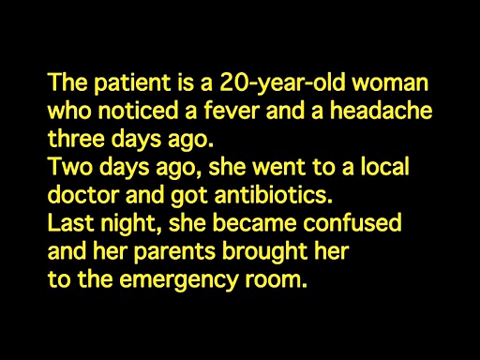 The patient is a 20-year-old woman
who noticed a fever and a headache
three days ago.
Two days ago, she went to a local
doctor and got antibiotics.
Last night, she became confused
and her parents brought her
to the emergency room.